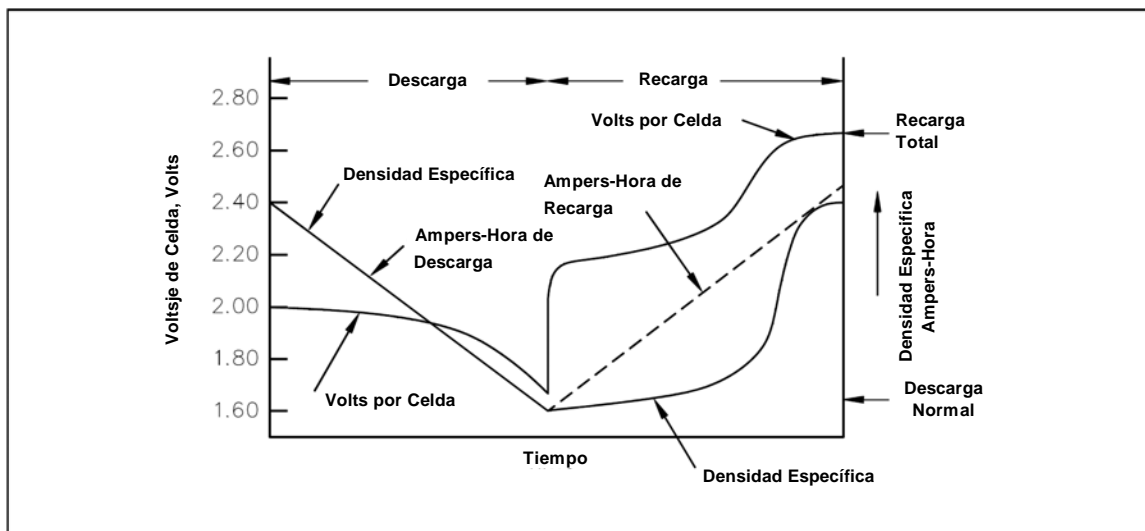 Descarga
Recarga
2.80
2.60
2.40
2.20
2.00
1.80
1.60
Voltsje de Celda, Volts
Densidad Específica
Ampers-Hora de
Descarga
Volts por Celda
Volts por Celda
Ampers-Hora de
Recarga
Recarga
Total
Densidad Específica
Ampers-Hora
Descarga
Normal
Tiempo
Densidad Específica